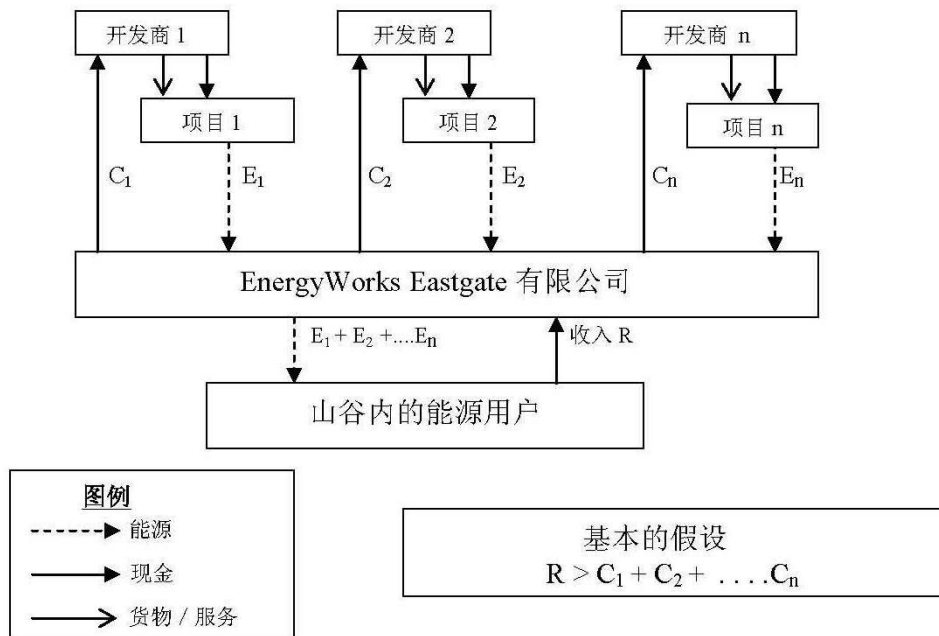 开发商 1
开发商 2
开发商 n
项目 1
项目 2
项目 n
C₁
E₁
C₂
E₂
Cn
En
EnergyWorks Eastgate 有限公司
E₁ + E₂ +....En
收入 R
山谷内的能源用户
图例
能源
现金
货物 / 服务
基本的假设
R > C₁ + C₂ + ....Cn